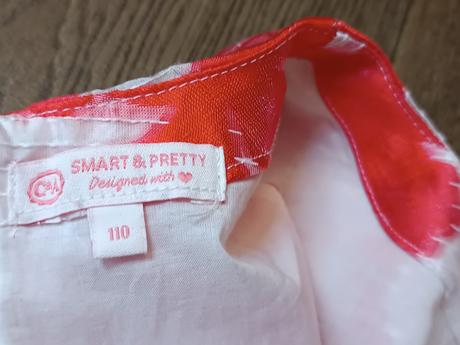 C&A
SMART & PRETTY
Designed with
110